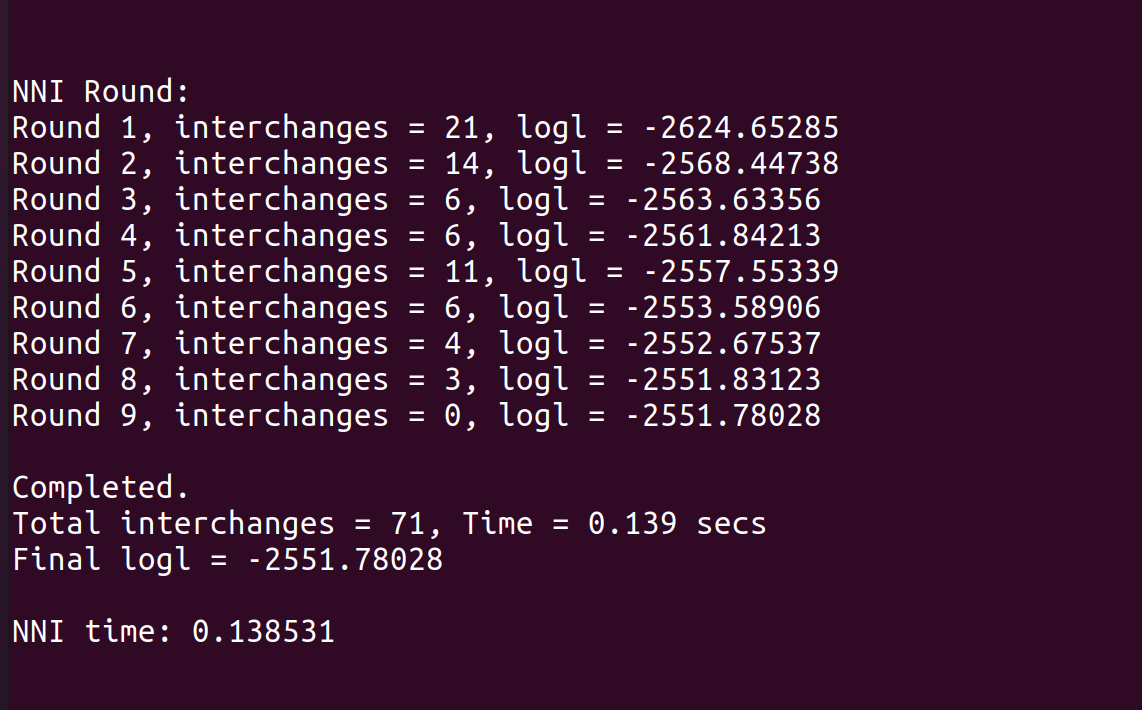 NNI Round:
Round 1, interchanges = 21, logl = -2624.65285
Round 2, interchanges = 14, logl = -2568.44738
Round 3, interchanges = 6, logl = -2563.63356
Round 4, interchanges = 6, logl = -2561.84213
Round 5, interchanges = 11, logl = -2557.55339
Round 6, interchanges = 6, logl = -2553.58906
Round 7, interchanges = 4, logl = -2552.67537
Round 8, interchanges = 3, logl = -2551.83123
Round 9, interchanges = 0, logl = -2551.78028
Completed.
Total interchanges = 71, Time = 0.139 secs
Final logl = -2551.78028
NNI time: 0.138531